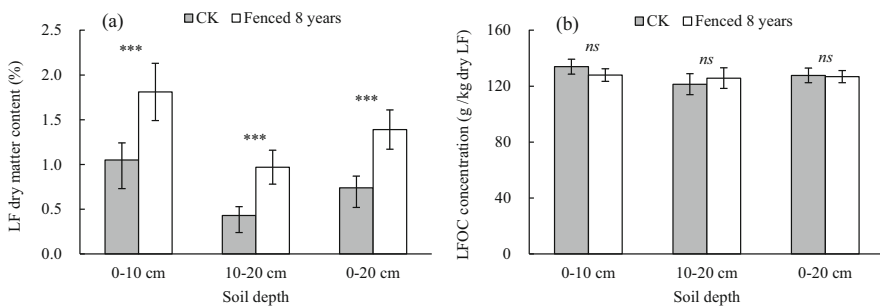 (a)
CK
Fenced 8 years
LF dry matter content (%)
2.5
2.0
1.5
1.0
0.5
0.0
***
***
***
0-10 cm
10-20 cm
0-20 cm
Soil depth
(b)
CK
Fenced 8 years
LFOC concentration (g /kg dry LF)
160
120
80
40
0
ns
ns
ns
0-10 cm
10-20 cm
0-20 cm
Soil depth